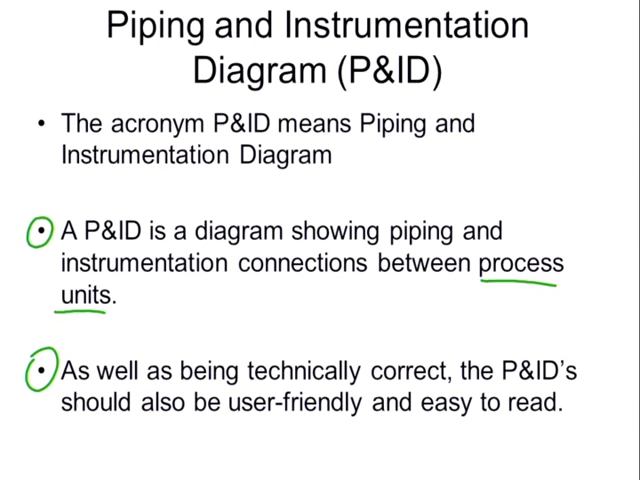 Piping and Instrumentation
Diagram (P&ID)
• The acronym P&ID means Piping and
Instrumentation Diagram
• A P&ID is a diagram showing piping and
instrumentation connections between process
units.
• As well as being technically correct, the P&ID's
should also be user-friendly and easy to read.